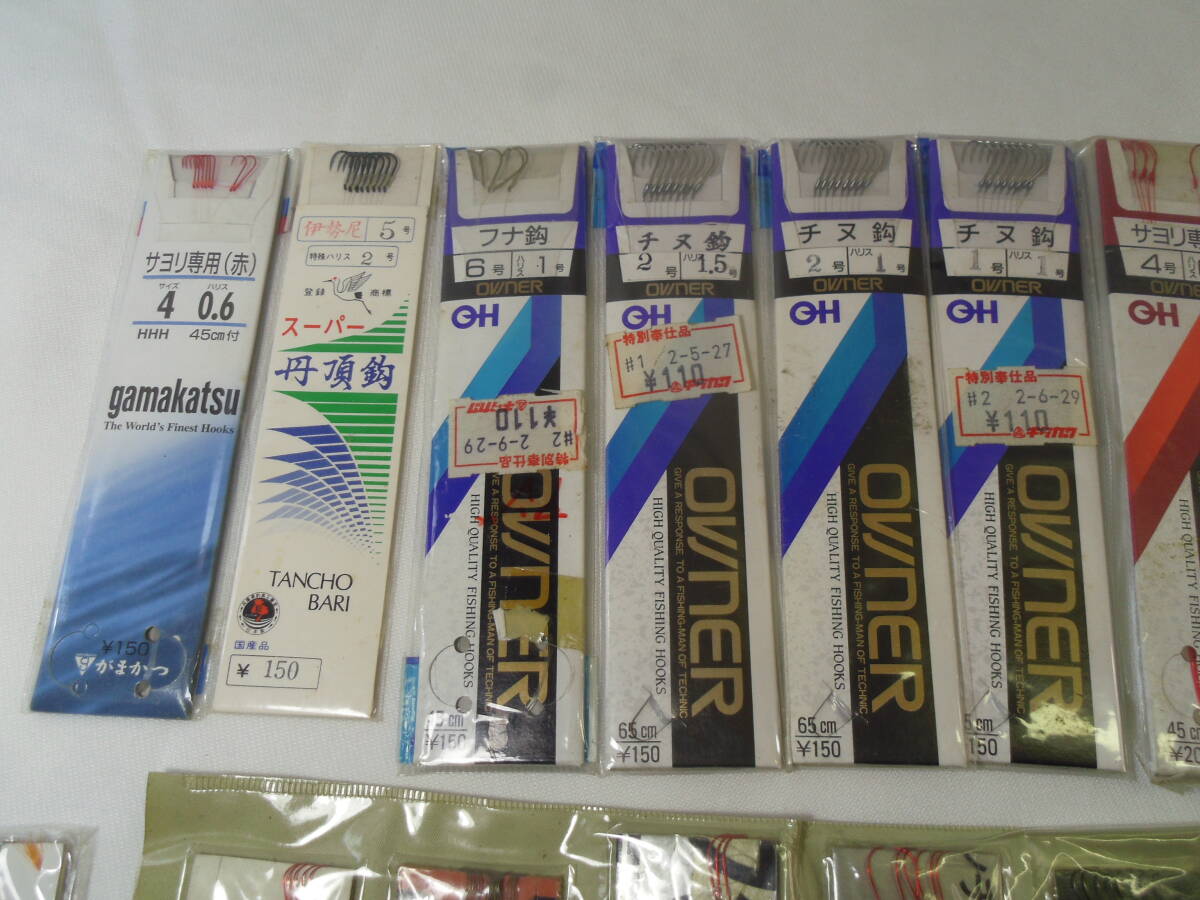 サヨリ専用(赤)
サイズ ハリス
4 0.6
HHH 45cm付
gamakatsu
The World's Finest Hooks
¥150
がまかつ
伊勢尼 5号
特殊ハリス 2号
登録 商標
スーパー
丹頂鈎
TANCHO
BARI
国産品
¥ 150
フナ鈎
6号 ハリス 1号
OWNER
OH
¥110
#2 2-9-29
特別奉仕品
OWNER
HIGH QUALITY FISHING HOOKS
¥150
チヌ鈎
2号 ハリス 1.5号
OWNER
OH
特別奉仕品
#1 2-5-27
¥110
OWNER
GIVE A RESPONSE TO A FISHING-MAN OF TECHNIC
HIGH QUALITY FISHING HOOKS
65cm
¥150
チヌ鈎
2号 ハリス 1号
OWNER
OH
OWNER
GIVE A RESPONSE TO A FISHING-MAN OF TECHNIC
HIGH QUALITY FISHING HOOKS
65cm
¥150
チヌ鈎
1号 ハリス 1号
OWNER
OH
特別奉仕品
#2 2-6-29
¥110
OWNER
GIVE A RESPONSE TO A FISHING-MAN OF TECHNIC
HIGH QUALITY FISHING HOOKS
5cm
¥150
サヨリ専
4号
OH
45cm